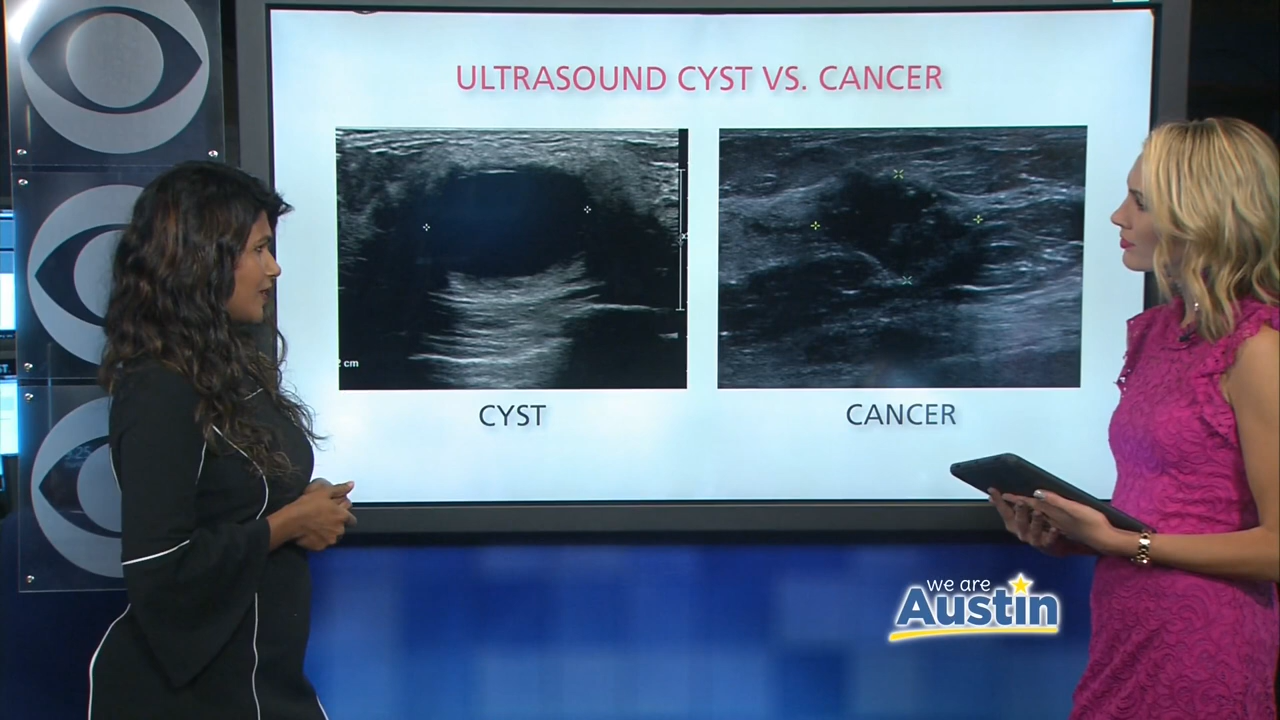 ULTRASOUND CYST VS. CANCER
2 cm
CYST
CANCER
we are
Austin